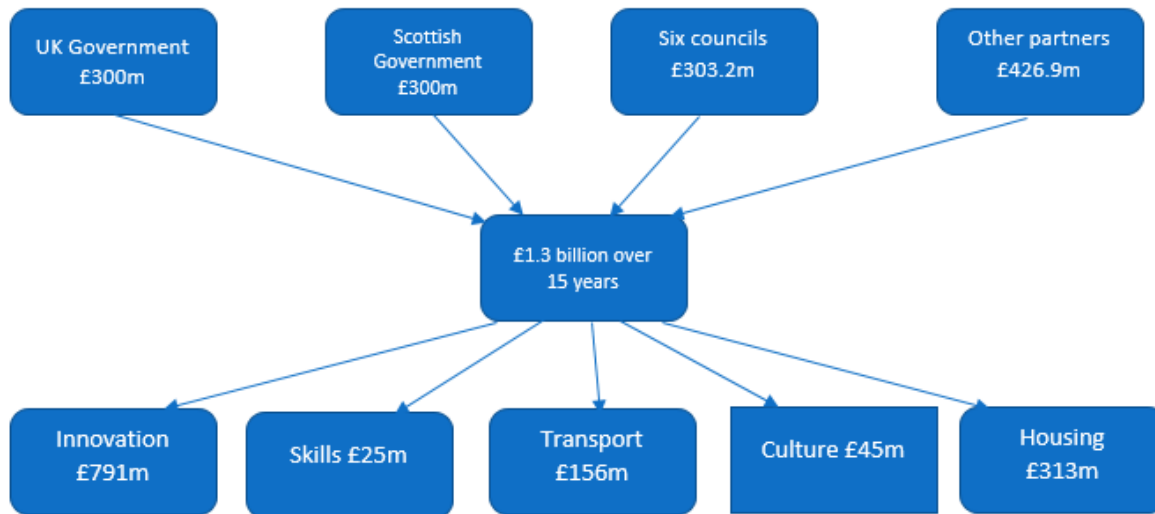 UK Government
£300m
Scottish
Government
£300m
Six councils
£303.2m
Other partners
£426.9m
£1.3 billion over
15 years
Innovation
£791m
Skills £25m
Transport
£156m
Culture £45m
Housing
£313m